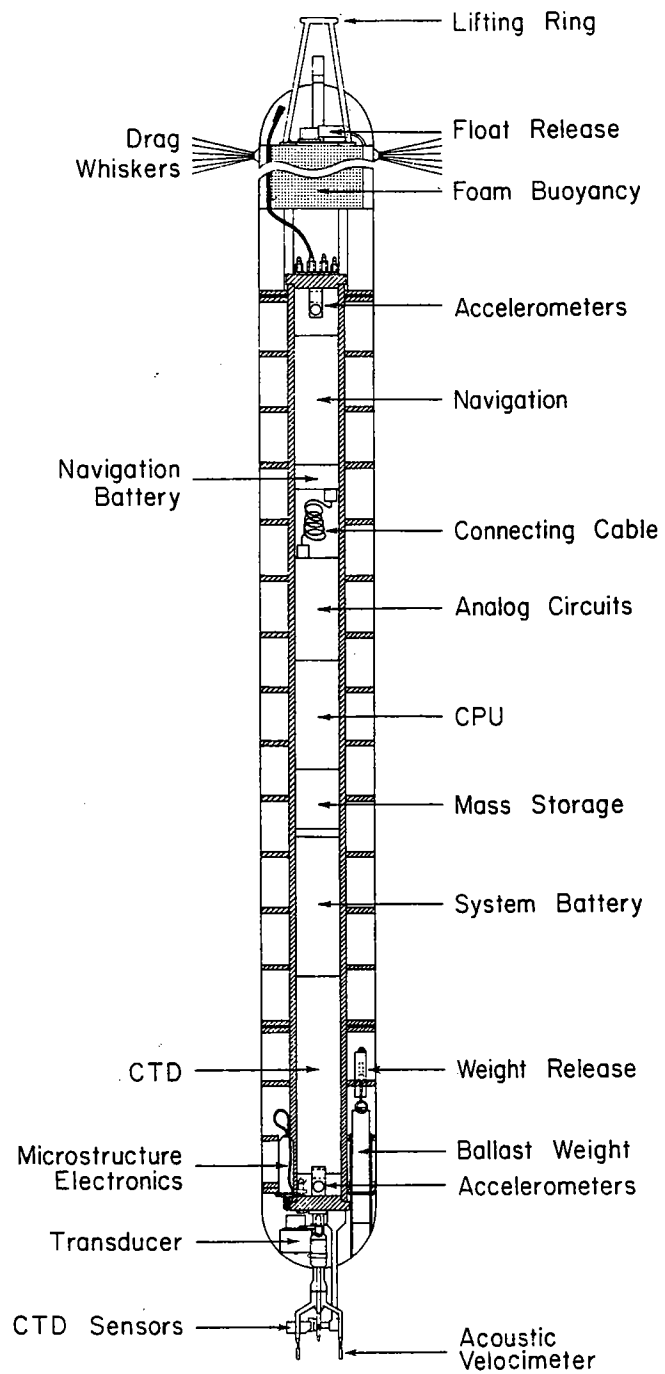 Lifting Ring
Drag
Whiskers
Float Release
Foam Buoyancy
Accelerometers
Navigation
Navigation
Battery
Connecting Cable
Analog Circuits
CPU
Mass Storage
System Battery
CTD
Weight Release
Microstructure
Electronics
Ballast Weight
Accelerometers
Transducer
CTD Sensors
Acoustic
Velocimeter